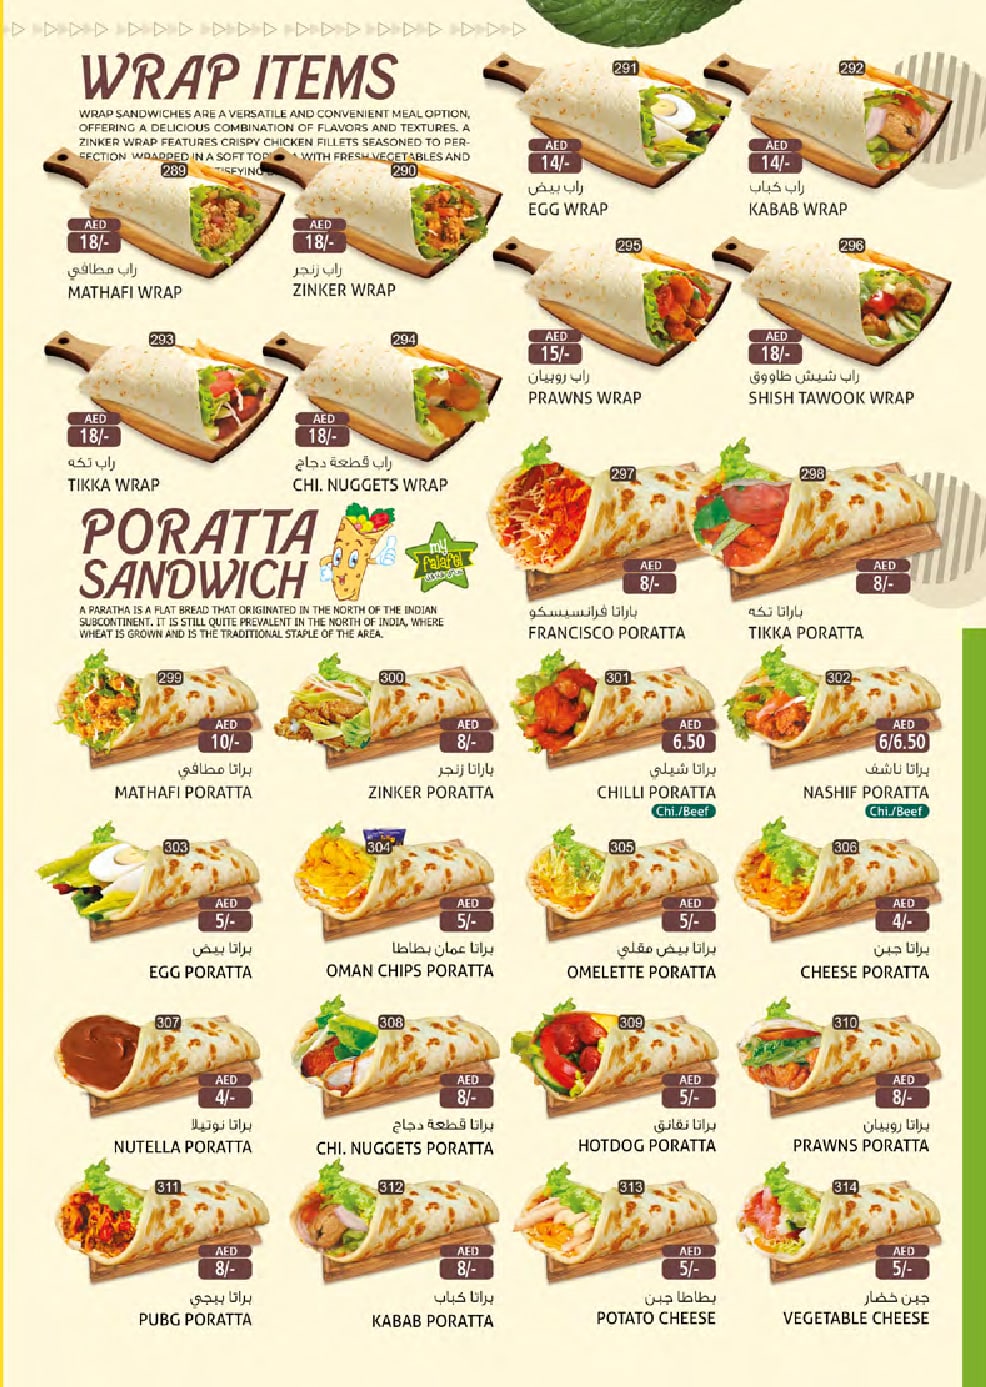 WRAP ITEMS
WRAP SANDWICHES ARE A VERSATILE AND CONVENIENT MEAL OPTION,
OFFERING A DELICIOUS COMBINATION OF FLAVORS AND TEXTURES. A
ZINKER WRAP FEATURES CRISPY CHICKEN FILLETS SEASONED TO PER-
FECTION, WRAPPED IN A SOFT WITH FRESH VEGETABLES AND
291
AED
14/-
راب بيض
EGG WRAP
292
AED
14/-
راب كباب
KABAB WRAP
289
AED
18/-
راب مطافي
MATHAFI WRAP
290
AED
18/-
راب زنجر
ZINKER WRAP
295
AED
15/-
راب روبيان
PRAWNS WRAP
296
AED
18/-
راب شيش طاووق
SHISH TAWOOK WRAP
293
AED
18/-
راب تكه
TIKKA WRAP
294
AED
18/-
راب قطعة دجاج
CHI. NUGGETS WRAP
PORATTA
SANDWICH
my
falafel
A PARATHA IS A FLAT BREAD THAT ORIGINATED IN THE NORTH OF THE INDIAN
SUBCONTINENT. IT IS STILL QUITE PREVALENT IN THE NORTH OF INDIA, WHERE
WHEAT IS GROWN AND IS THE TRADITIONAL STAPLE OF THE AREA.
297
AED
8/-
باراتا فرانسيسكو
FRANCISCO PORATTA
298
AED
8/-
باراتا تكه
TIKKA PORATTA
299
AED
10/-
براتا مطافي
MATHAFI PORATTA
300
AED
8/-
باراتا زنجر
ZINKER PORATTA
301
AED
6.50
براتا شيلي
CHILLI PORATTA
Chi./Beef
302
AED
6/6.50
براتا ناشف
NASHIF PORATTA
Chi./Beef
303
AED
5/-
براتا بيض
EGG PORATTA
304
AED
5/-
براتا عمان بطاطا
OMAN CHIPS PORATTA
305
AED
5/-
براتا بيض مقلي
OMELETTE PORATTA
306
AED
4/-
براتا جبن
CHEESE PORATTA
307
AED
4/-
براتا نوتيلا
NUTELLA PORATTA
308
AED
8/-
براتا قطعة دجاج
CHI. NUGGETS PORATTA
309
AED
5/-
براتا نقانق
HOTDOG PORATTA
310
AED
8/-
براتا روبيان
PRAWNS PORATTA
311
AED
8/-
براتا ببجي
PUBG PORATTA
312
AED
8/-
براتا كباب
KABAB PORATTA
313
AED
5/-
بطاطا جبن
POTATO CHEESE
314
AED
5/-
جبن خضار
VEGETABLE CHEESE